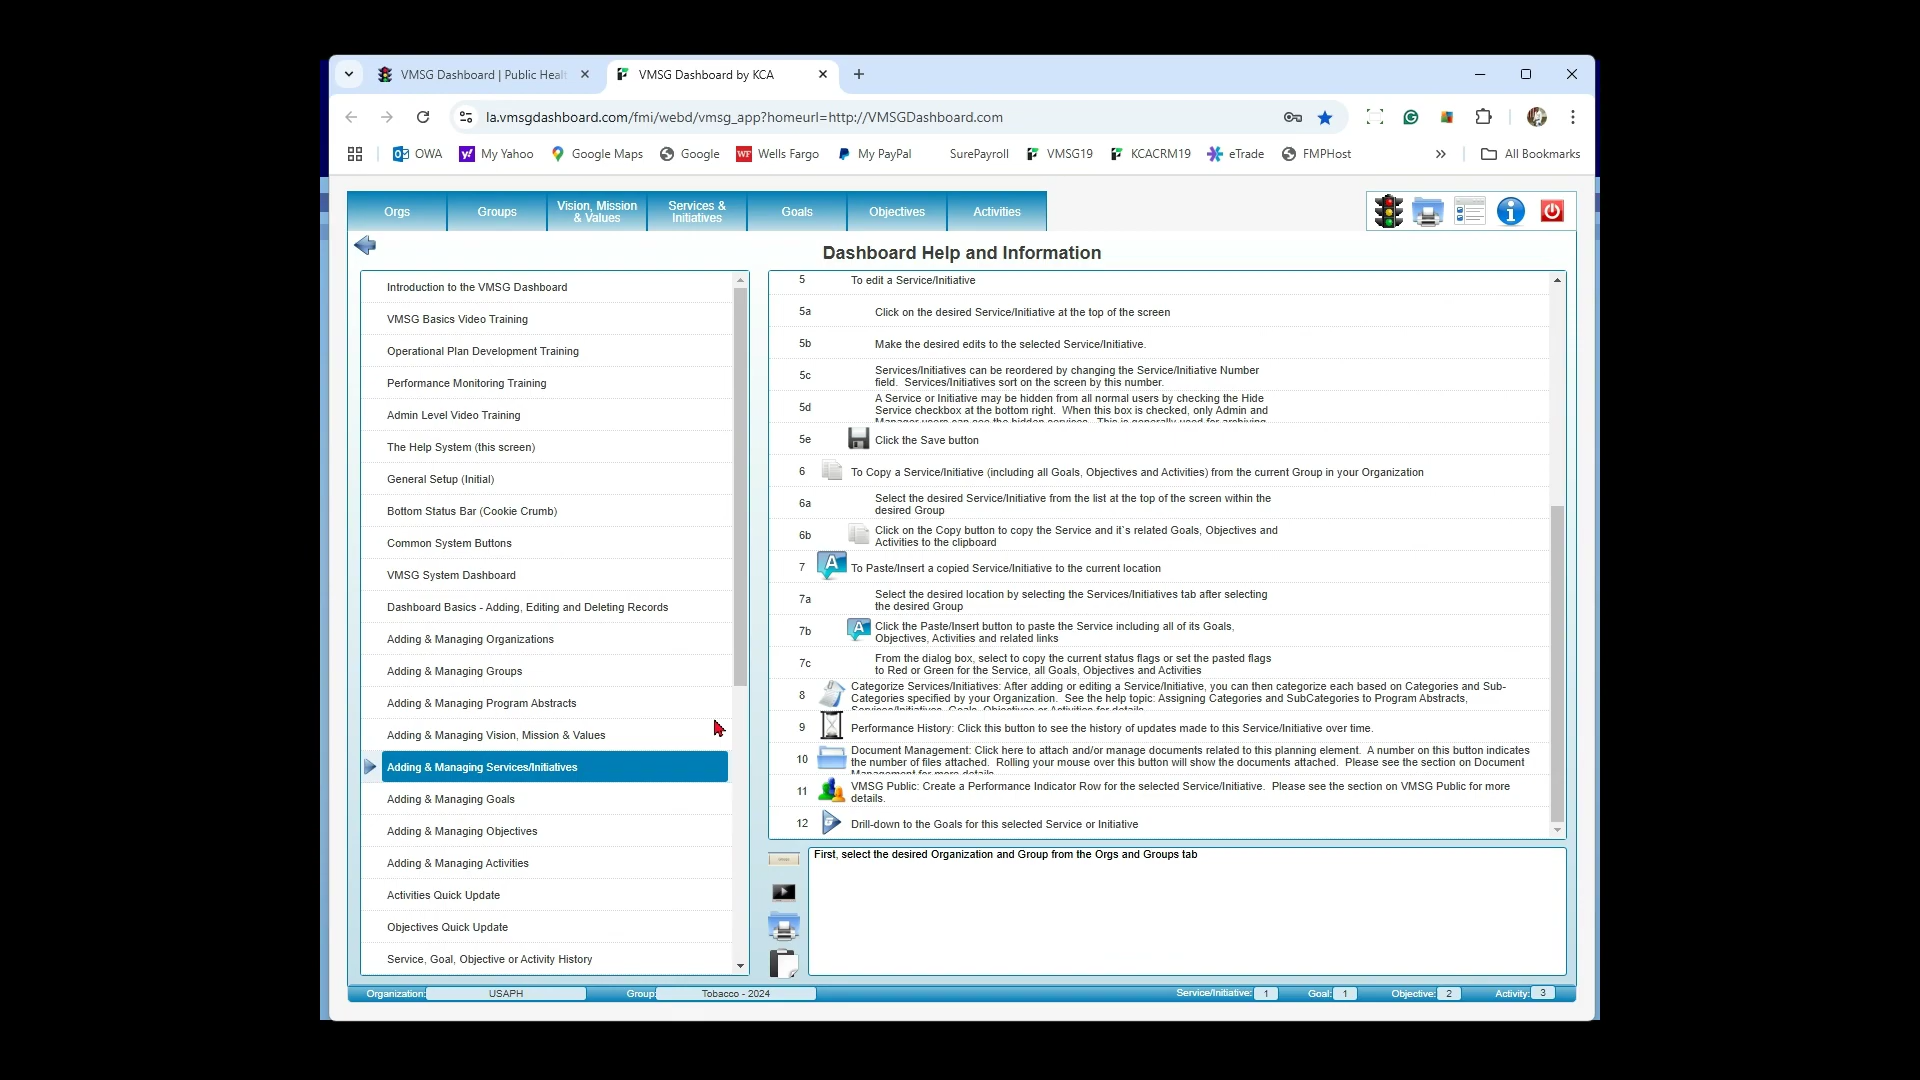 VMSG Dashboard | Public Healt
VMSG Dashboard by KCA
la.vmsgdashboard.com/fmi/webd/vmsg_app?homeurl=http://VMSGDashboard.com
OWA
My Yahoo
Google Maps
Google
Wells Fargo
My PayPal
SurePayroll
VMSG19
KCACRM19
eTrade
FMPHost
All Bookmarks
Orgs
Groups
Vision, Mission
& Values
Services &
Initiatives
Goals
Objectives
Activities
Dashboard Help and Information
Introduction to the VMSG Dashboard
VMSG Basics Video Training
Operational Plan Development Training
Performance Monitoring Training
Admin Level Video Training
The Help System (this screen)
General Setup (Initial)
Bottom Status Bar (Cookie Crumb)
Common System Buttons
VMSG System Dashboard
Dashboard Basics - Adding, Editing and Deleting Records
Adding & Managing Organizations
Adding & Managing Groups
Adding & Managing Program Abstracts
Adding & Managing Vision, Mission & Values
Adding & Managing Services/Initiatives
Adding & Managing Goals
Adding & Managing Objectives
Adding & Managing Activities
Activities Quick Update
Objectives Quick Update
Service, Goal, Objective or Activity History
5 To edit a Service/Initiative
5a Click on the desired Service/Initiative at the top of the screen
5b Make the desired edits to the selected Service/Initiative.
5c Services/Initiatives can be reordered by changing the Service/Initiative Number
field. Services/Initiatives sort on the screen by this number.
5d A Service or Initiative may be hidden from all normal users by checking the Hide
Service checkbox at the bottom right. When this box is checked, only Admin and
Manager users can see the hidden services. This is generally used for archiving
5e Click the Save button
6 To Copy a Service/Initiative (including all Goals, Objectives and Activities) from the current Group in your Organization
6a Select the desired Service/Initiative from the list at the top of the screen within the
desired Group
6b Click on the Copy button to copy the Service and it`s related Goals, Objectives and
Activities to the clipboard
7 To Paste/Insert a copied Service/Initiative to the current location
7a Select the desired location by selecting the Services/Initiatives tab after selecting
the desired Group
7b Click the Paste/Insert button to paste the Service including all of its Goals,
Objectives, Activities and related links
7c From the dialog box, select to copy the current status flags or set the pasted flags
to Red or Green for the Service, all Goals, Objectives and Activities
8 Categorize Services/Initiatives: After adding or editing a Service/Initiative, you can then categorize each based on Categories and Sub-
Categories specified by your Organization. See the help topic: Assigning Categories and SubCategories to Program Abstracts,
Services/Initiatives, Goals, Objectives or Activities for details
9 Performance History: Click this button to see the history of updates made to this Service/Initiative over time.
10 Document Management: Click here to attach and/or manage documents related to this planning element. A number on this button indicates
the number of files attached. Rolling your mouse over this button will show the documents attached. Please see the section on Document
Management for more details
11 VMSG Public: Create a Performance Indicator Row for the selected Service/Initiative. Please see the section on VMSG Public for more
details.
12 Drill-down to the Goals for this selected Service or Initiative
First, select the desired Organization and Group from the Orgs and Groups tab
Organization: USAPH Group: Tobacco - 2024 Service/Initiative: 1 Goal: 1 Objective: 2 Activity: 3